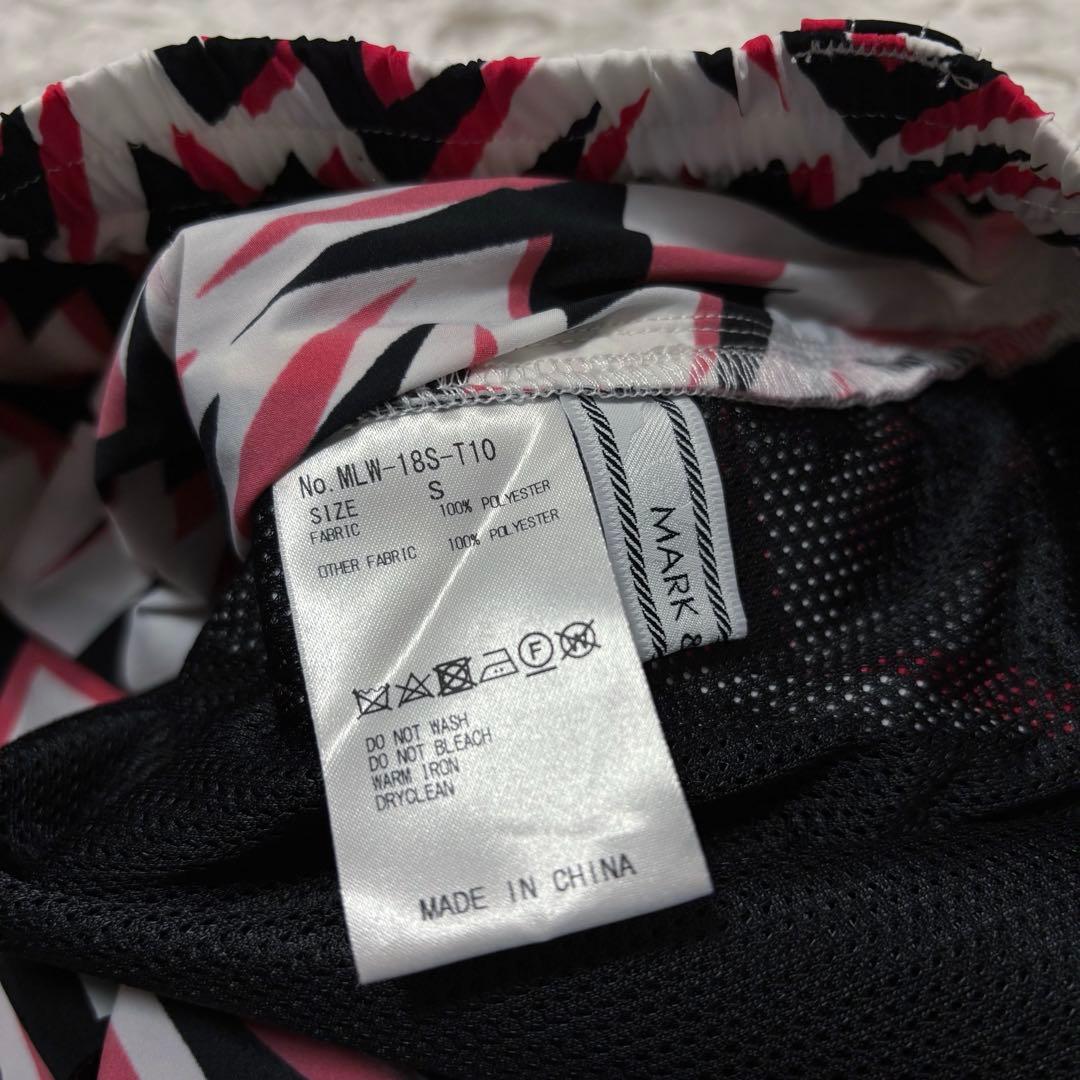 No. MLW-18S-T10
SIZE S
FABRIC 100% POLYESTER
OTHER FABRIC 100% POLYESTER
F W
DO NOT WASH
DO NOT BLEACH
WARM IRON
DRYCLEAN
MADE IN CHINA
MARK &